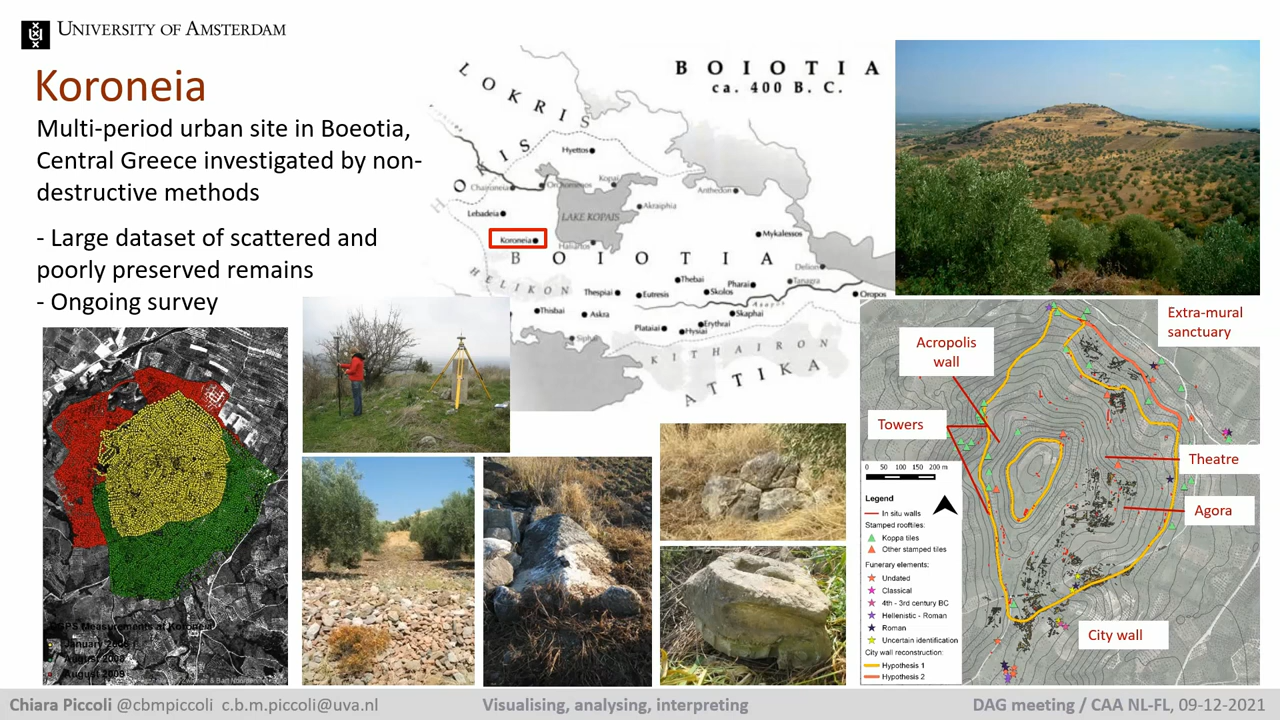 UNIVERSITY OF AMSTERDAM
Koroneia
Multi-period urban site in Boeotia,
Central Greece investigated by non-
destructive methods
- Large dataset of scattered and
poorly preserved remains
- Ongoing survey
BOIOTIA
ca. 400 B. C.
LOKRIS
OKIS
Hyettos
Chaironeia
Orchomenos
Kopai
Anthedon
Lebadeia
Akraiphia
LAKE KOPAIS
Koroneia
Haliartos
Mykalessos
BOIOTIA
Delion
HELIKON
Thebai
Pharai
Tanagra
Thespiai
Eutresis
Skolos
Oropos
Asopos
Thisbai
Askra
Skaphai
Plataiai
Erythrai
Hysiai
Siphai
KITHAIRON
ATTIKA
Extra-mural
sanctuary
Acropolis
wall
Towers
Theatre
Agora
City wall
0 50 100 150 200 m
Legend
In situ walls
Stamped rooftiles:
Koppa tiles
Other stamped tiles
Funerary elements:
Undated
Classical
4th - 3rd century BC
Hellenistic - Roman
Roman
Uncertain identification
City wall reconstruction:
Hypothesis 1
Hypothesis 2
GPS Measurements
January
August
August 2009
Chiara Piccoli @cbmpiccoli c.b.m.piccoli@uva.nl
Visualising, analysing, interpreting
DAG meeting / CAA NL-FL, 09-12-2021